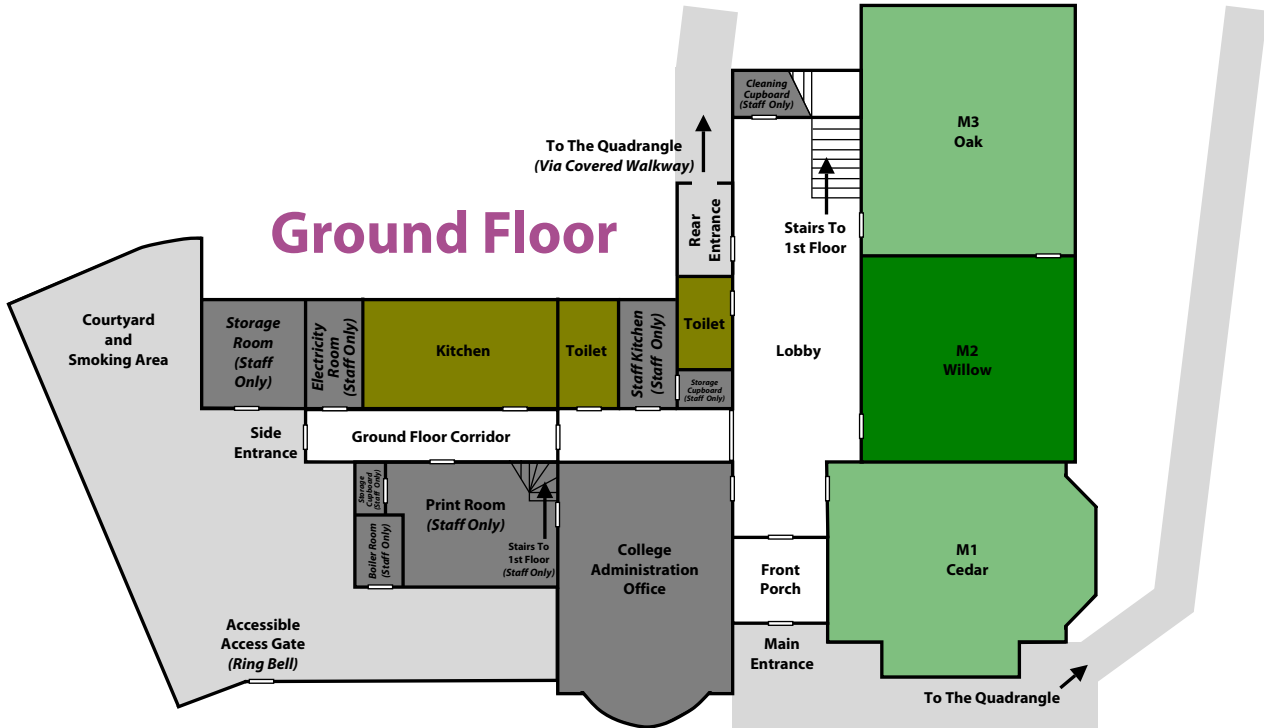 Cleaning
Cupboard
(Staff Only)
M3
Oak
To The Quadrangle
(Via Covered Walkway)
Ground Floor
Rear
Entrance
Stairs To
1st Floor
Courtyard
and
Smoking Area
Storage
Room
(Staff
Only)
Electricity
Room
(Staff Only)
Kitchen
Toilet
Staff Kitchen
(Staff Only)
Toilet
Storage
Cupboard
(Staff Only)
Lobby
M2
Willow
Side
Entrance
Ground Floor Corridor
Storage
Cupboard
(Staff Only)
Print Room
(Staff Only)
Boiler Room
(Staff Only)
Stairs To
1st Floor
(Staff Only)
College
Administration
Office
Front
Porch
M1
Cedar
Accessible
Access Gate
(Ring Bell)
Main
Entrance
To The Quadrangle